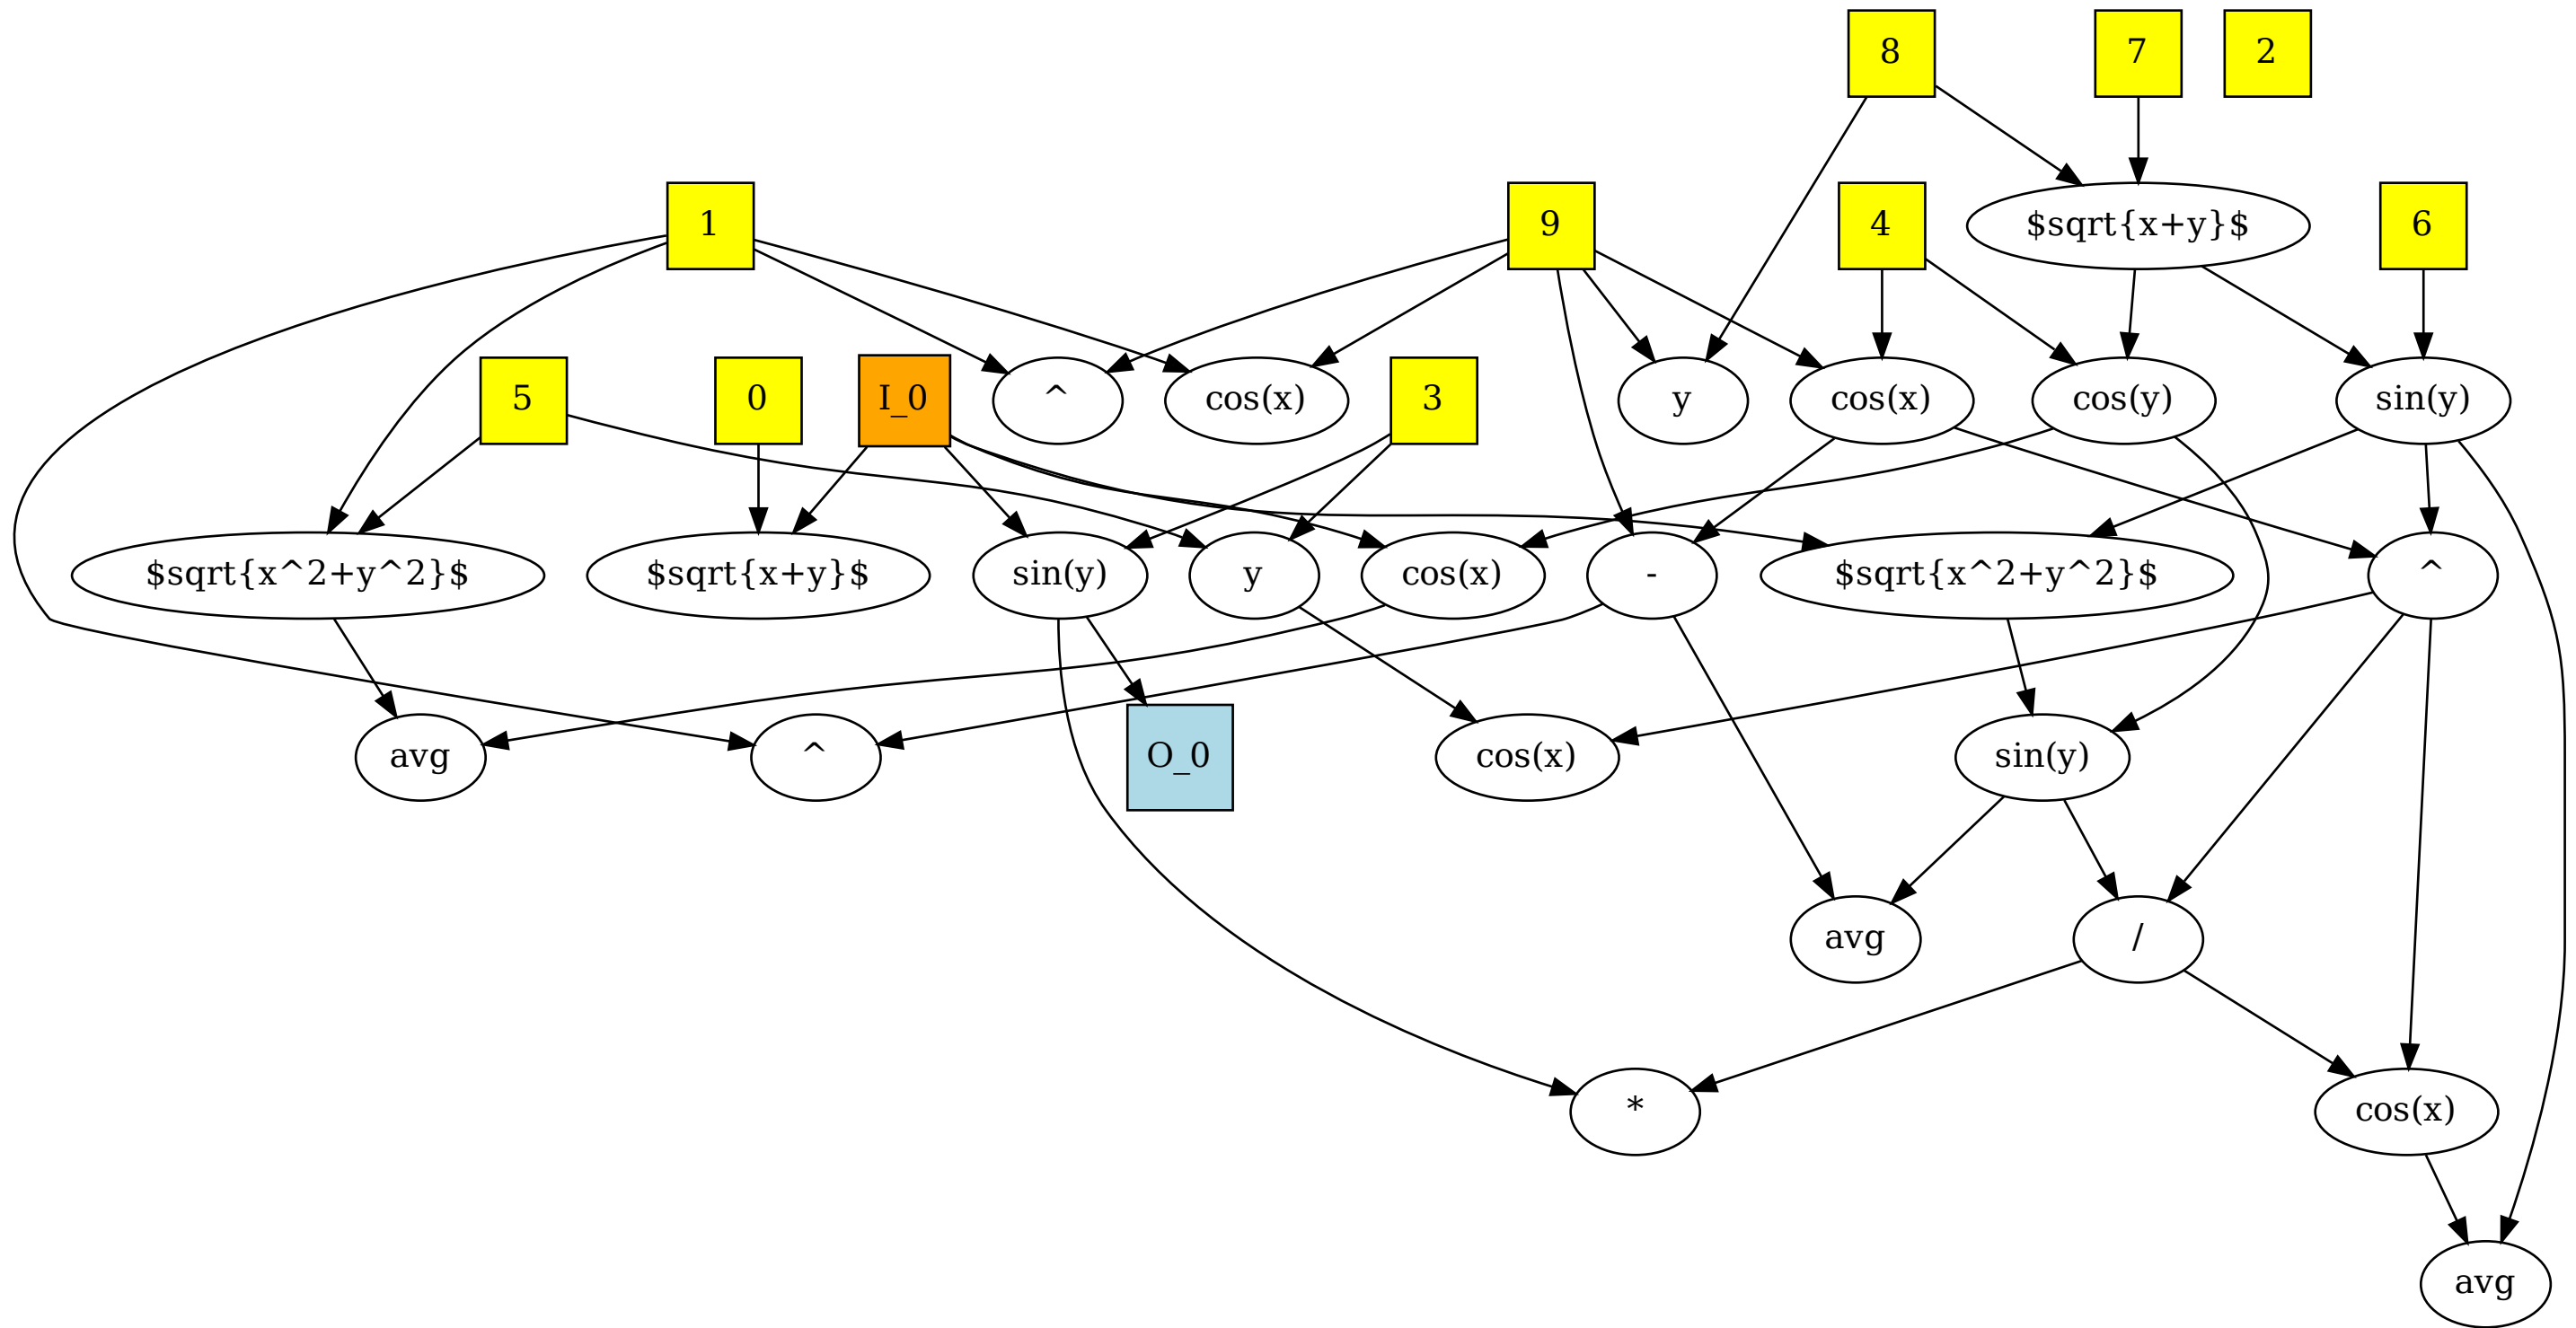 8
7
2
1
9
4
$sqrt{x+y}$
6
5
0
I_0
^
cos(x)
3
y
cos(x)
cos(y)
sin(y)
$sqrt{x^2+y^2}$
$sqrt{x+y}$
sin(y)
y
cos(x)
-
$sqrt{x^2+y^2}$
^
avg
^
O_0
cos(x)
sin(y)
avg
/
*
cos(x)
avg